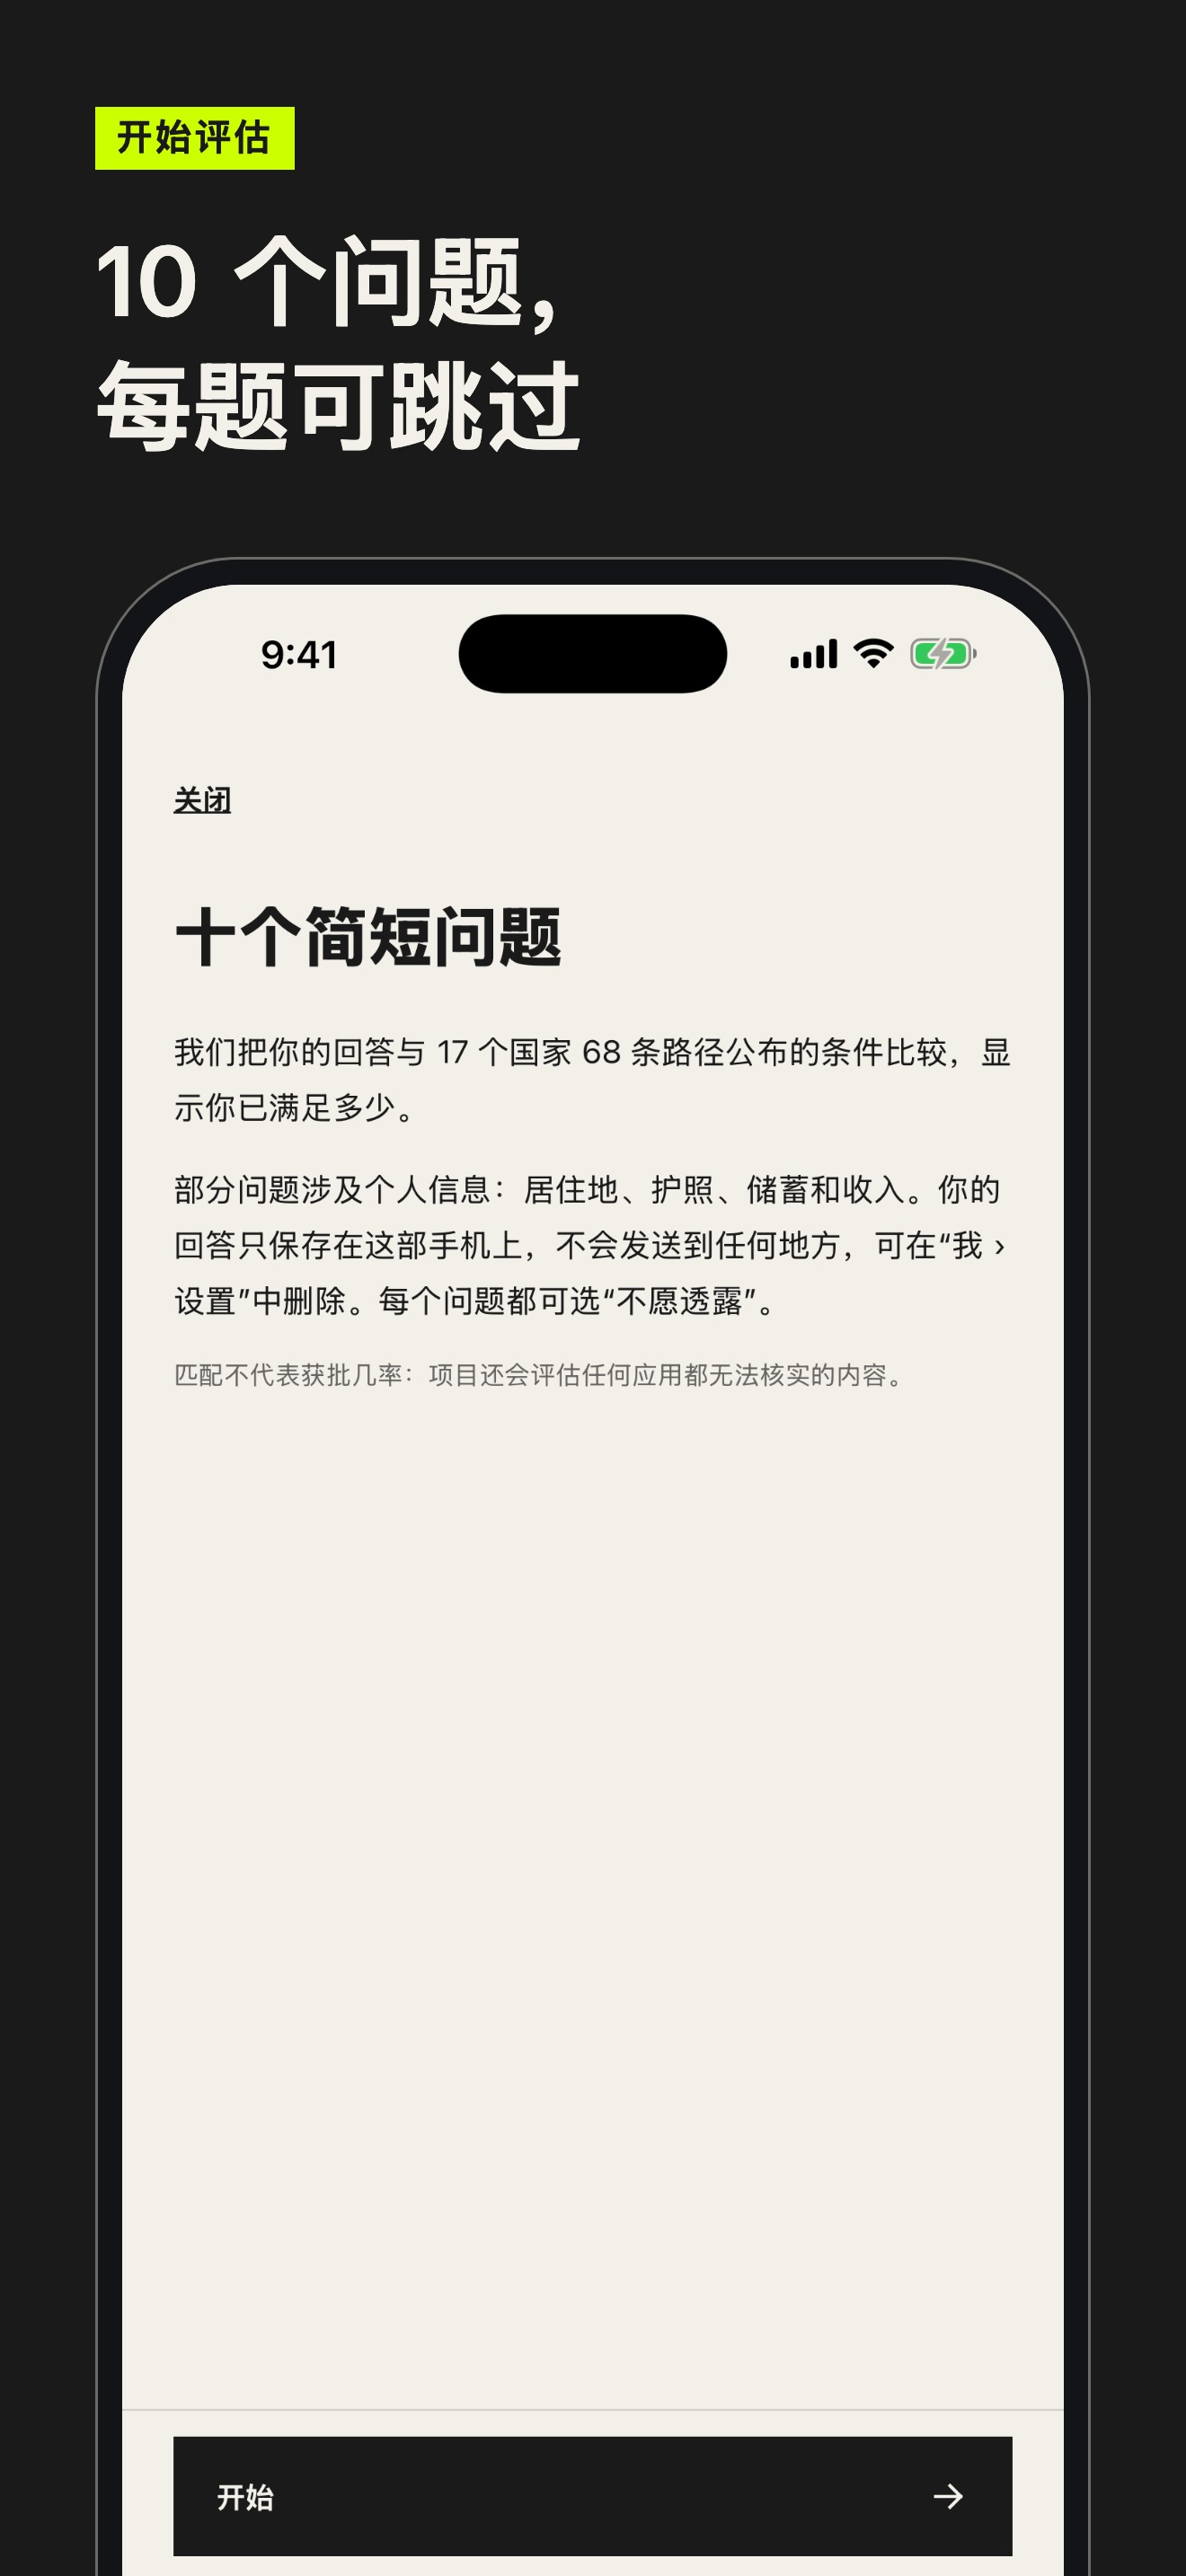 开始评估
10 个问题，
每题可跳过
9:41
关闭
十个简短问题
我们把你的回答与 17 个国家 68 条路径公布的条件比较，显
示你已满足多少。
部分问题涉及个人信息：居住地、护照、储蓄和收入。你的
回答只保存在这部手机上，不会发送到任何地方，可在“我 ›
设置”中删除。每个问题都可选“不愿透露”。
匹配不代表获批几率：项目还会评估任何应用都无法核实的内容。
开始